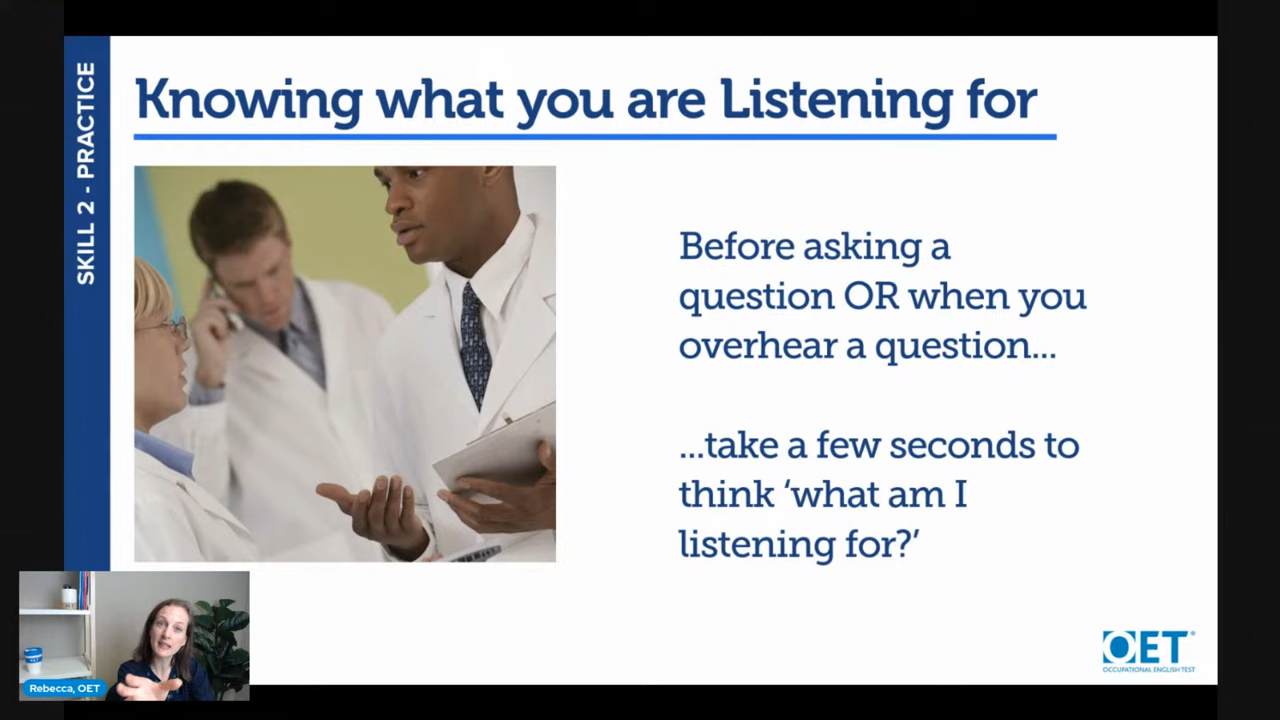 SKILL 2 - PRACTICE
Knowing what you are Listening for
Before asking a
question OR when you
overhear a question...
...take a few seconds to
think ‘what am I
listening for?’
Rebecca, OET
OET
OCCUPATIONAL ENGLISH TEST